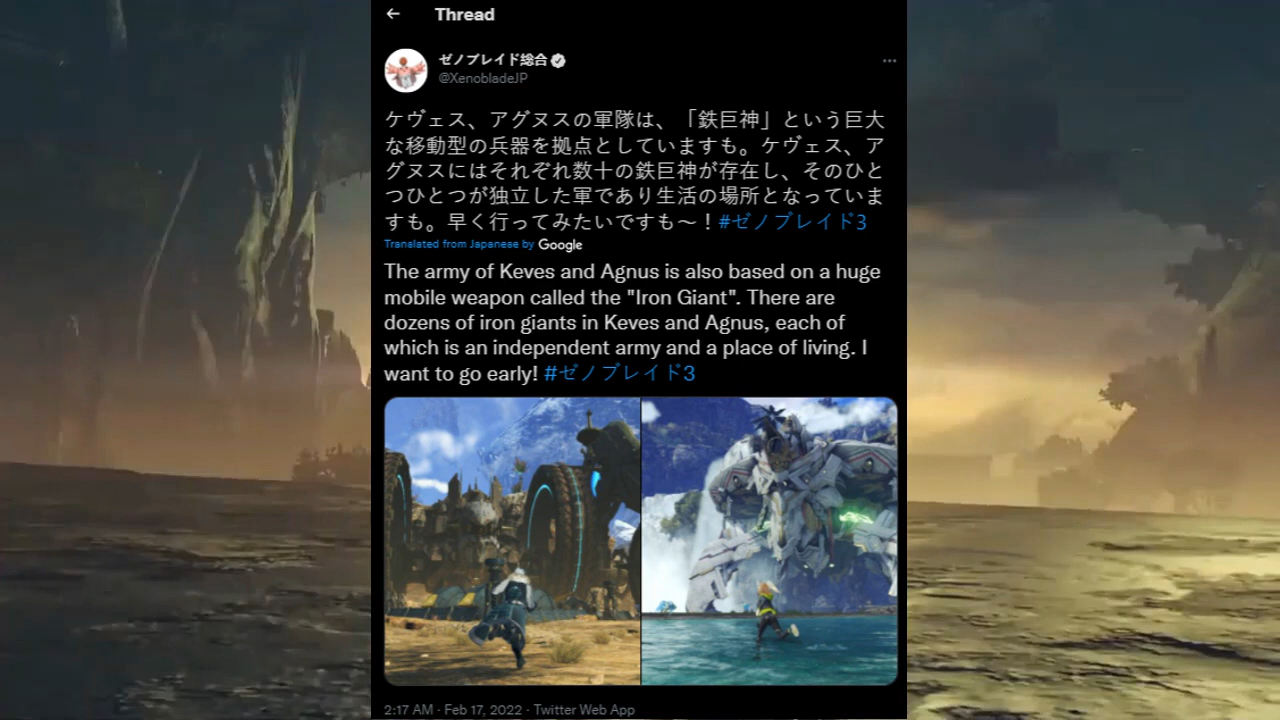 Thread
ゼノブレイド総合
@XenobladeJP
ケヴェス、アグヌスの軍隊は、「鉄巨神」という巨大
な移動型の兵器を拠点としていますも。ケヴェス、ア
グヌスにはそれぞれ数十の鉄巨神が存在し、そのひと
つひとつが独立した軍であり生活の場所となっていま
すも。早く行ってみたいですも～！#ゼノブレイド3
Translated from Japanese by Google
The army of Keves and Agnus is also based on a huge
mobile weapon called the "Iron Giant". There are
dozens of iron giants in Keves and Agnus, each of
which is an independent army and a place of living. I
want to go early! #ゼノブレイド3
2:17 AM · Feb 17, 2022 · Twitter Web App